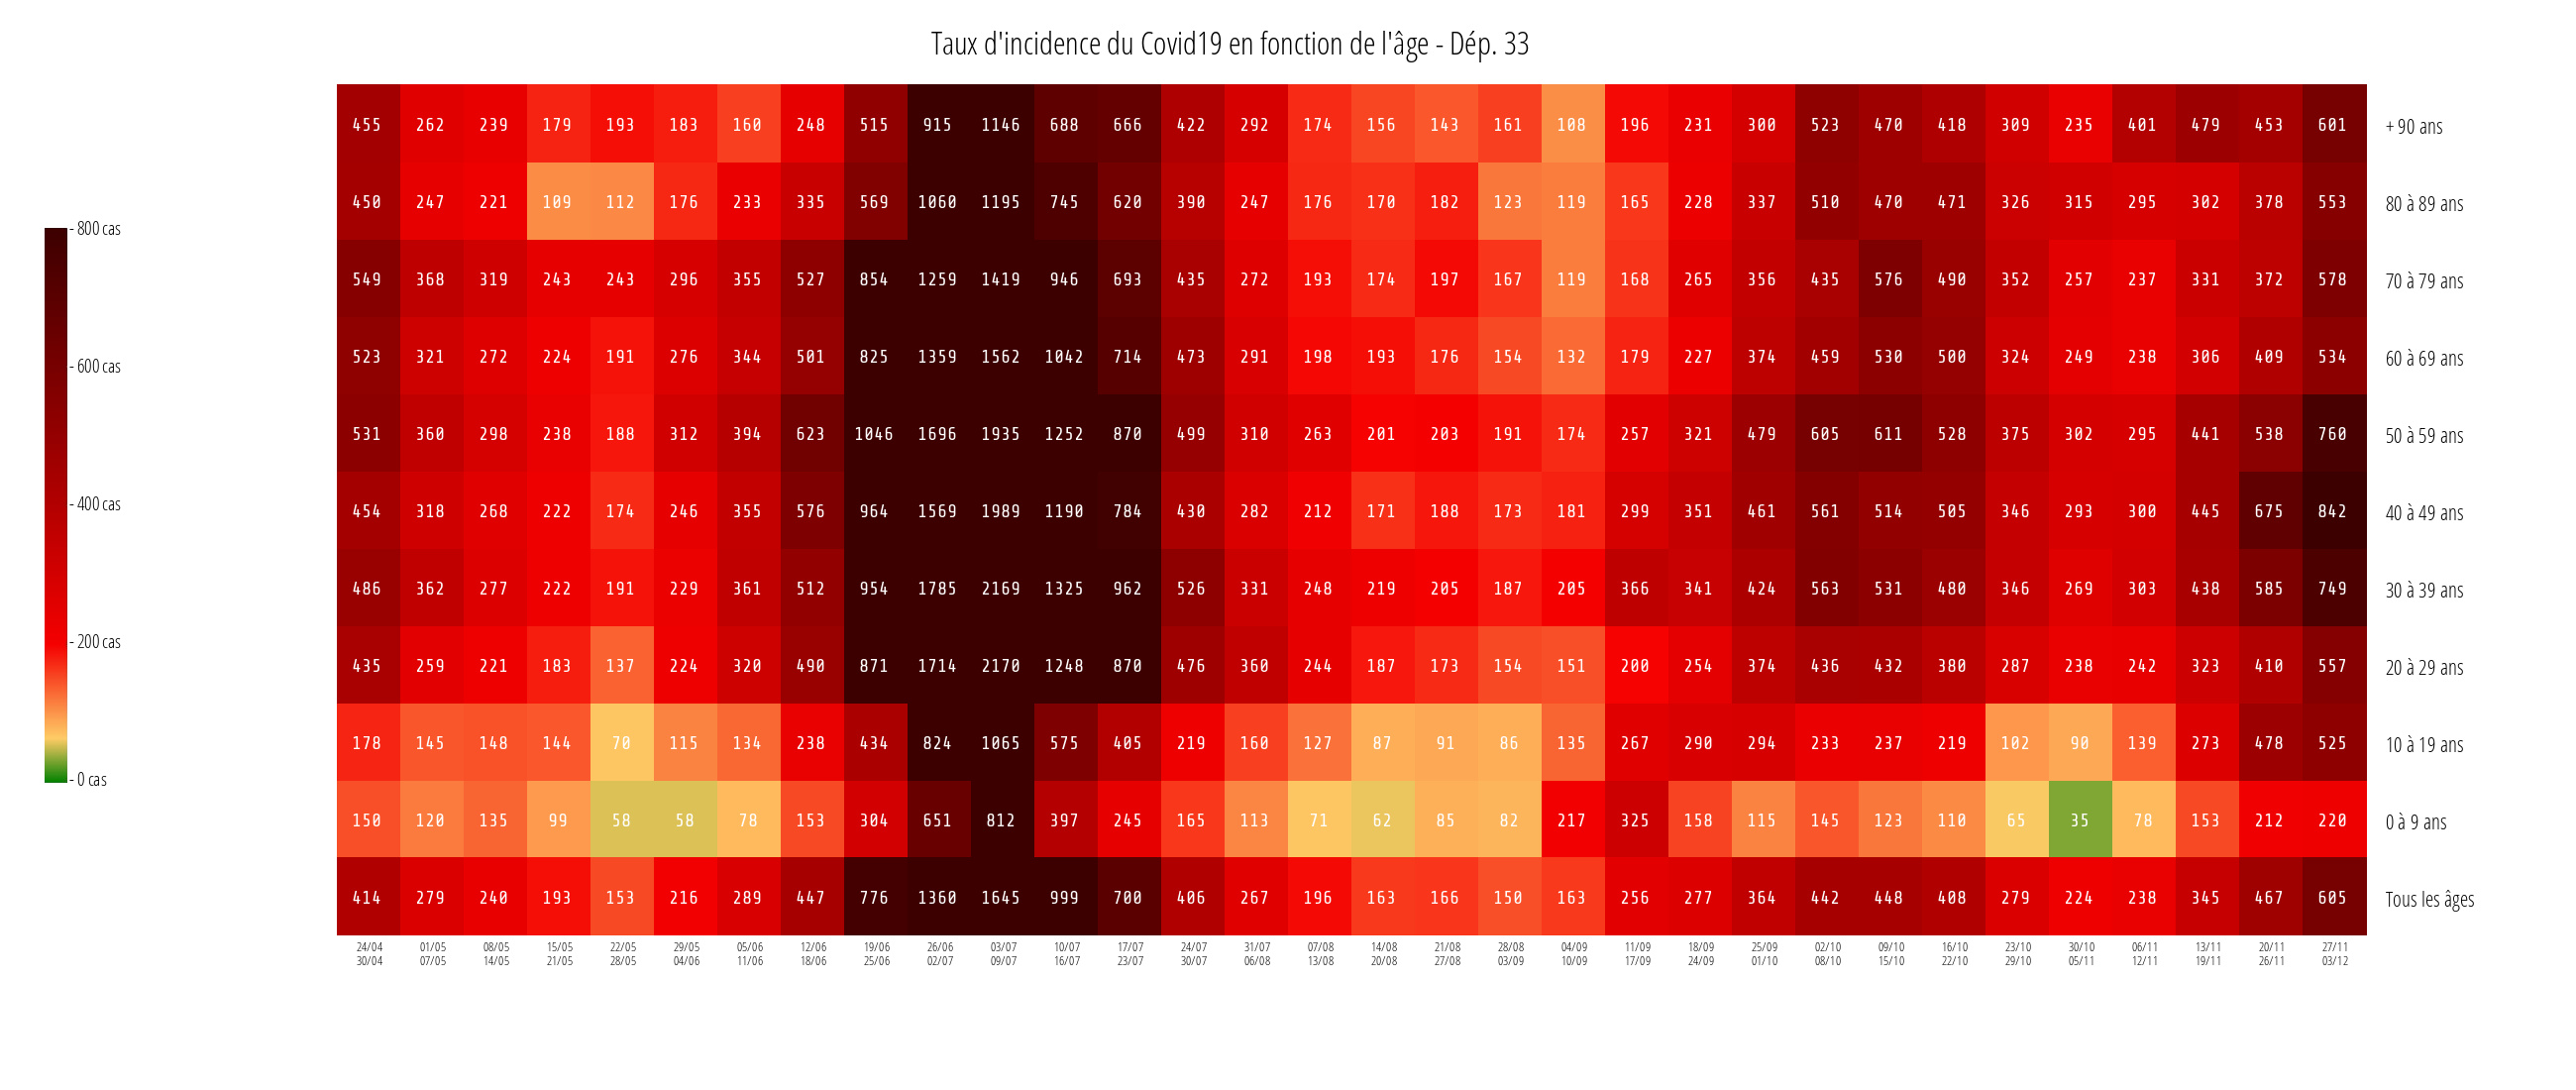 Taux d'incidence du Covid19 en fonction de l'âge - Dép. 33
- 800 cas
- 600 cas
- 400 cas
- 200 cas
- 0 cas
455 262 239 179 193 183 160 248 515 915 1146 688 666 422 292 174 156 143 161 108 196 231 300 523 470 418 309 235 401 479 453 601 + 90 ans
450 247 221 109 112 176 233 335 569 1060 1195 745 620 390 247 176 170 182 123 119 165 228 337 510 470 471 326 315 295 302 378 553 80 à 89 ans
549 368 319 243 243 296 355 527 854 1259 1419 946 693 435 272 193 174 197 167 119 168 265 356 435 576 490 352 257 237 331 372 578 70 à 79 ans
523 321 272 224 191 276 344 501 825 1359 1562 1042 714 473 291 198 193 176 154 132 179 227 374 459 530 500 324 249 238 306 409 534 60 à 69 ans
531 360 298 238 188 312 394 623 1046 1696 1935 1252 870 499 310 263 201 203 191 174 257 321 479 605 611 528 375 302 295 441 538 760 50 à 59 ans
454 318 268 222 174 246 355 576 964 1569 1989 1190 784 430 282 212 171 188 173 181 299 351 461 561 514 505 346 293 300 445 675 842 40 à 49 ans
486 362 277 222 191 229 361 512 954 1785 2169 1325 962 526 331 248 219 205 187 205 366 341 424 563 531 480 346 269 303 438 585 749 30 à 39 ans
435 259 221 183 137 224 320 490 871 1714 2170 1248 870 476 360 244 187 173 154 151 200 254 374 436 432 380 287 238 242 323 410 557 20 à 29 ans
178 145 148 144 70 115 134 238 434 824 1065 575 405 219 160 127 87 91 86 135 267 290 294 233 237 219 102 90 139 273 478 525 10 à 19 ans
150 120 135 99 58 58 78 153 304 651 812 397 245 165 113 71 62 85 82 217 325 158 115 145 123 110 65 35 78 153 212 220 0 à 9 ans
414 279 240 193 153 216 289 447 776 1360 1645 999 700 406 267 196 163 166 150 163 256 277 364 442 448 408 279 224 238 345 467 605 Tous les âges
24/04 01/05 08/05 15/05 22/05 29/05 05/06 12/06 19/06 26/06 03/07 10/07 17/07 24/07 31/07 07/08 14/08 21/08 28/08 04/09 11/09 18/09 25/09 02/10 09/10 16/10 23/10 30/10 06/11 13/11 20/11 27/11
30/04 07/05 14/05 21/05 28/05 04/06 11/06 18/06 25/06 02/07 09/07 16/07 23/07 30/07 06/08 13/08 20/08 27/08 03/09 10/09 17/09 24/09 01/10 08/10 15/10 22/10 29/10 05/11 12/11 19/11 26/11 03/12